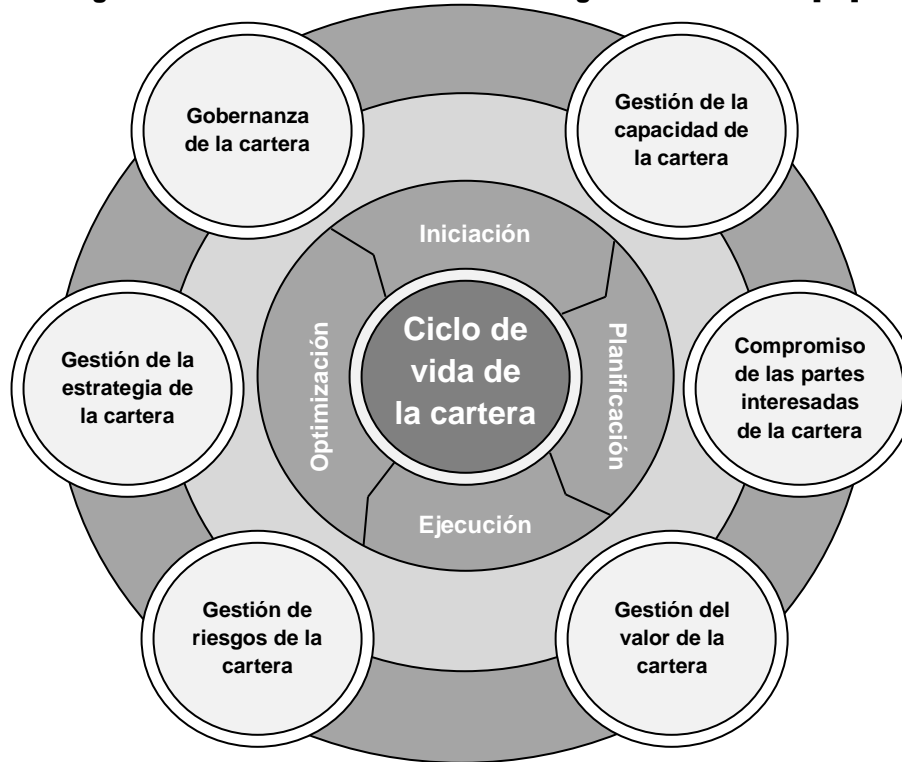 Gobernanza
de la cartera
Gestión de la
capacidad de
la cartera
Iniciación
Gestión de la
estrategia de
la cartera
Optimización
Ciclo de
vida de
la cartera
Planificación
Compromiso
de las partes
interesadas
de la cartera
Ejecución
Gestión de
riesgos de la
cartera
Gestión del
valor de la
cartera